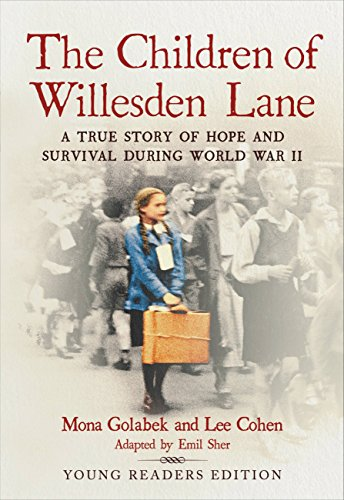 The Children of
Willesden Lane
A TRUE STORY OF HOPE AND
SURVIVAL DURING WORLD WAR II
Mona Golabek and Lee Cohen
Adapted by Emil Sher
YOUNG READERS EDITION